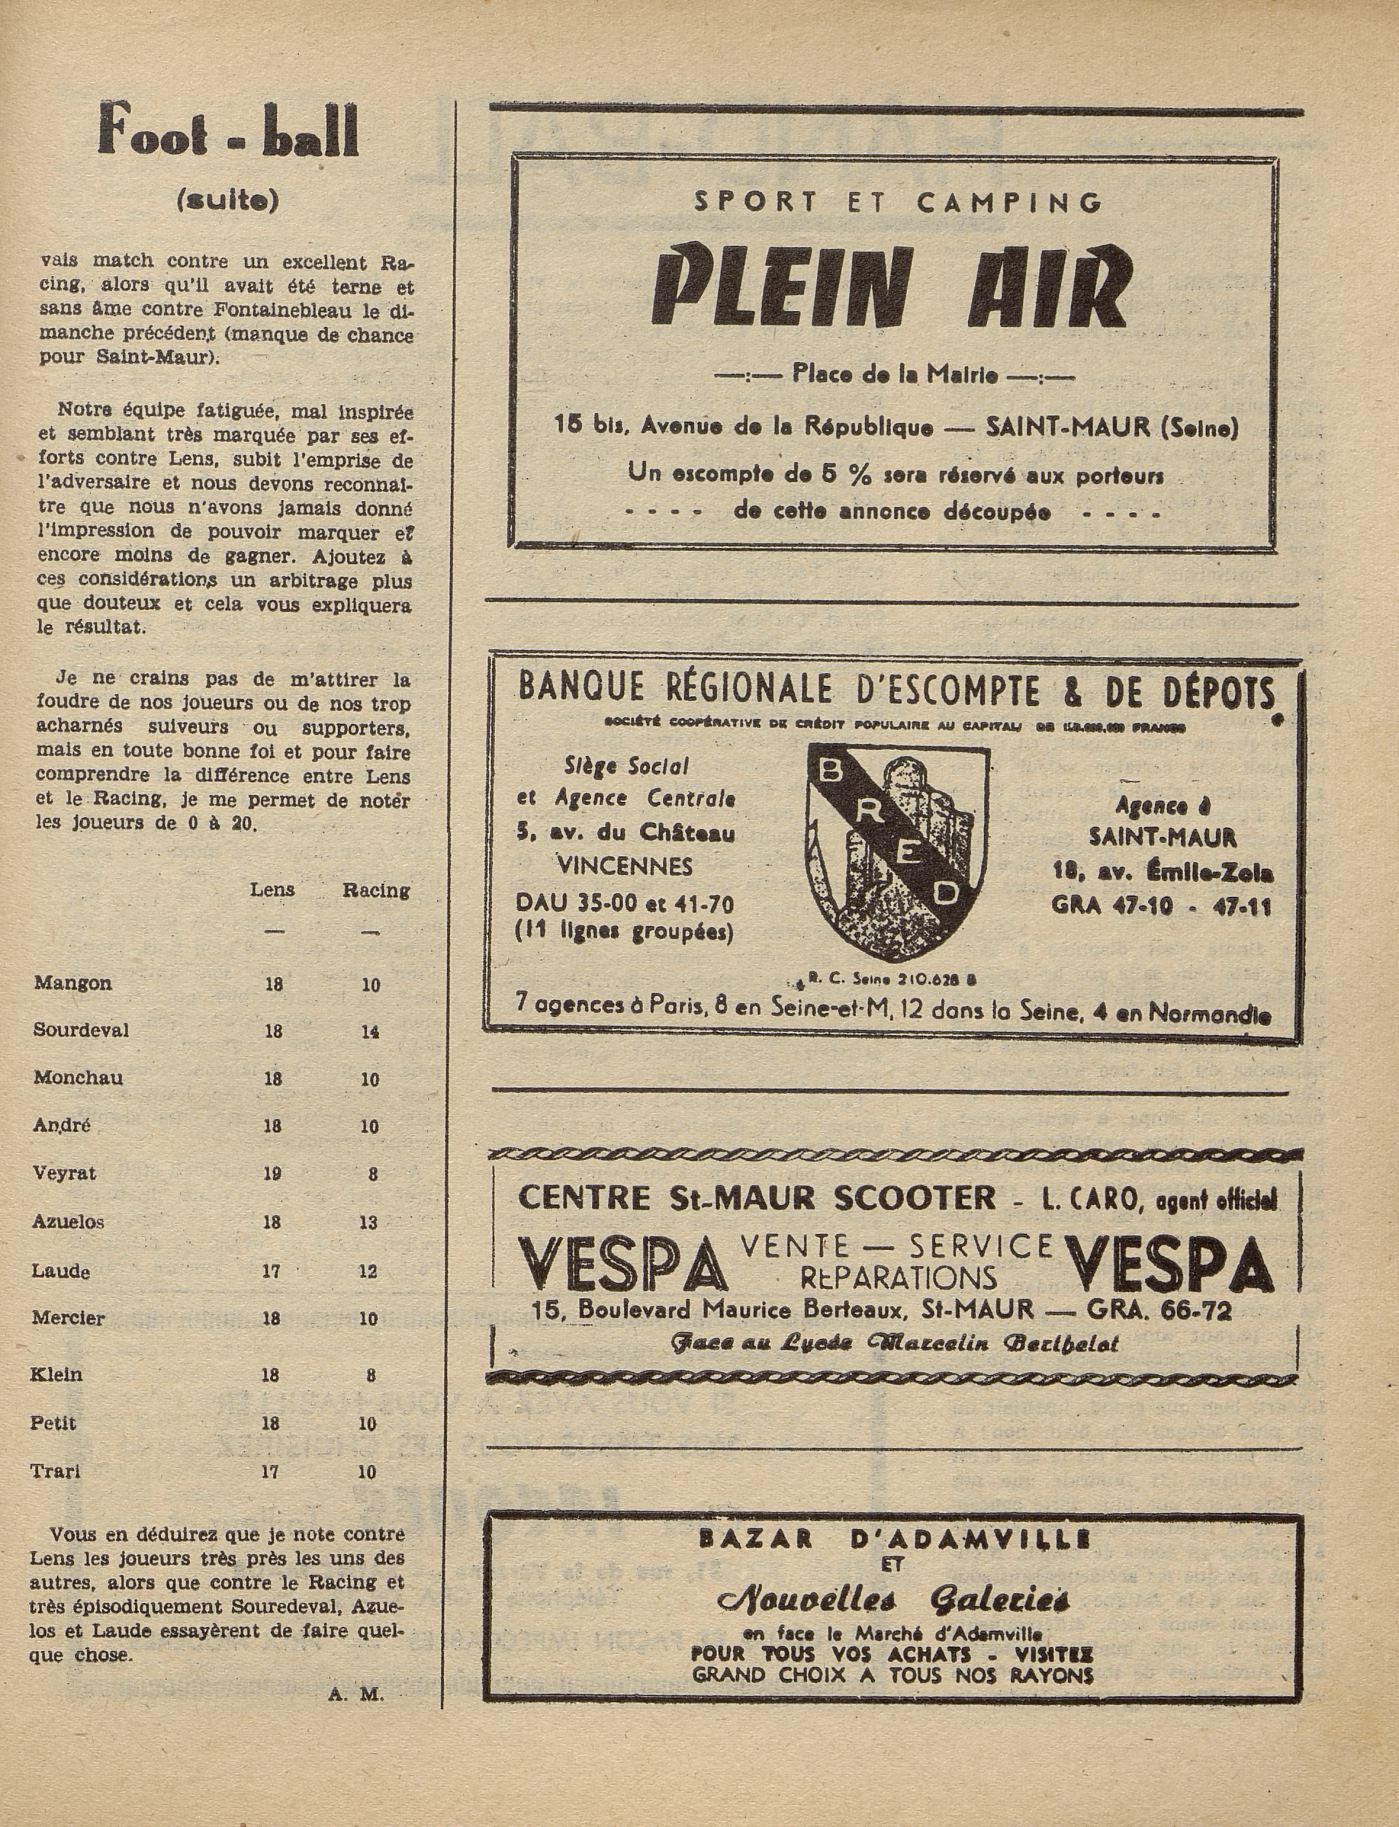 Foot - ball
(suite)
vais match contre un excellent Ra-
cing, alors qu'il avait été terne et
sans âme contre Fontainebleau le di-
manche précédent (manque de chance
pour Saint-Maur).
Notre équipe fatiguée, mal inspirée
et semblant très marquée par ses ef-
forts contre Lens, subit l'emprise de
l'adversaire et nous devons reconnaî-
tre que nous n'avons jamais donné
l'impression de pouvoir marquer et
encore moins de gagner. Ajoutez à
ces considérations un arbitrage plus
que douteux et cela vous expliquera
le résultat.
Je ne crains pas de m'attirer la
foudre de nos joueurs ou de nos trop
acharnés suiveurs ou supporters,
mais en toute bonne foi et pour faire
comprendre la différence entre Lens
et le Racing, je me permet de noter
les joueurs de 0 à 20.
Lens Racing
— —
Mangon 18 10
Sourdeval 18 14
Monchau 18 10
André 18 10
Veyrat 19 8
Azuelos 18 13
Laude 17 12
Mercier 18 10
Klein 18 8
Petit 18 10
Trari 17 10
Vous en déduirez que je note contre
Lens les joueurs très près les uns des
autres, alors que contre le Racing et
très épisodiquement Souredeval, Azue-
los et Laude essayèrent de faire quel-
que chose.
A. M.
SPORT ET CAMPING
PLEIN AIR
—:— Place de la Mairie —:—
15 bis, Avenue de la République — SAINT-MAUR (Seine)
Un escompte de 5 % sera réservé aux porteurs
- - - - de cette annonce découpée - - - -
BANQUE RÉGIONALE D'ESCOMPTE & DE DÉPOTS
SOCIÉTÉ COOPÉRATIVE DE CRÉDIT POPULAIRE AU CAPITAL DE FRANCS
Siège Social
et Agence Centrale
5, av. du Château
VINCENNES
DAU 35-00 et 41-70
(11 lignes groupées)
BRED
Agence à
SAINT-MAUR
18, av. Émile-Zola
GRA 47-10 - 47-11
R. C. Seine 210.628 B
7 agences à Paris, 8 en Seine-et-M, 12 dans la Seine, 4 en Normandie
CENTRE St-MAUR SCOOTER - L. CARO, agent officiel
VESPA VENTE — SERVICE VESPA
RÉPARATIONS
15, Boulevard Maurice Berteaux, St-MAUR — GRA. 66-72
Face au Lycée Marcelin Berthelot
BAZAR D'ADAMVILLE
ET
Nouvelles Galeries
en face le Marché d'Adamville
POUR TOUS VOS ACHATS - VISITEZ
GRAND CHOIX A TOUS NOS RAYONS